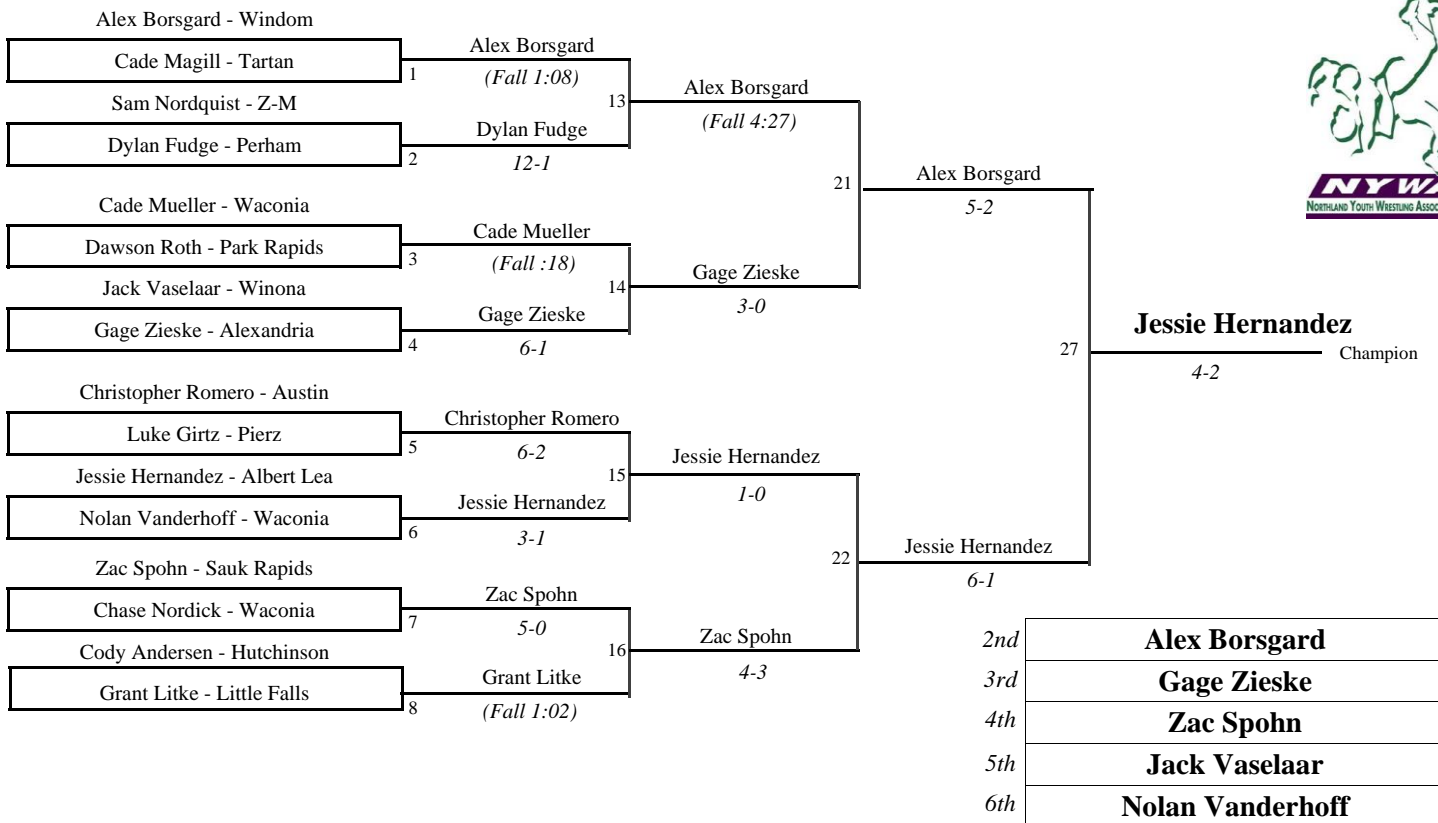 Alex Borsgard - Windom
Cade Magill - Tartan
1
Alex Borsgard
(Fall 1:08)
Sam Nordquist - Z-M
Dylan Fudge - Perham
2
Dylan Fudge
12-1
13
Alex Borsgard
(Fall 4:27)
Cade Mueller - Waconia
Dawson Roth - Park Rapids
3
Cade Mueller
(Fall :18)
Jack Vaselaar - Winona
Gage Zieske - Alexandria
4
Gage Zieske
6-1
14
Gage Zieske
3-0
21
Alex Borsgard
5-2
Christopher Romero - Austin
Luke Girtz - Pierz
5
Christopher Romero
6-2
Jessie Hernandez - Albert Lea
Nolan Vanderhoff - Waconia
6
Jessie Hernandez
3-1
15
Jessie Hernandez
1-0
Zac Spohn - Sauk Rapids
Chase Nordick - Waconia
7
Zac Spohn
5-0
Cody Andersen - Hutchinson
Grant Litke - Little Falls
8
Grant Litke
(Fall 1:02)
16
Zac Spohn
4-3
22
Jessie Hernandez
6-1
27
Jessie Hernandez
4-2
Champion
NYW
NORTHLAND YOUTH WRESTLING
2nd Alex Borsgard
3rd Gage Zieske
4th Zac Spohn
5th Jack Vaselaar
6th Nolan Vanderhoff